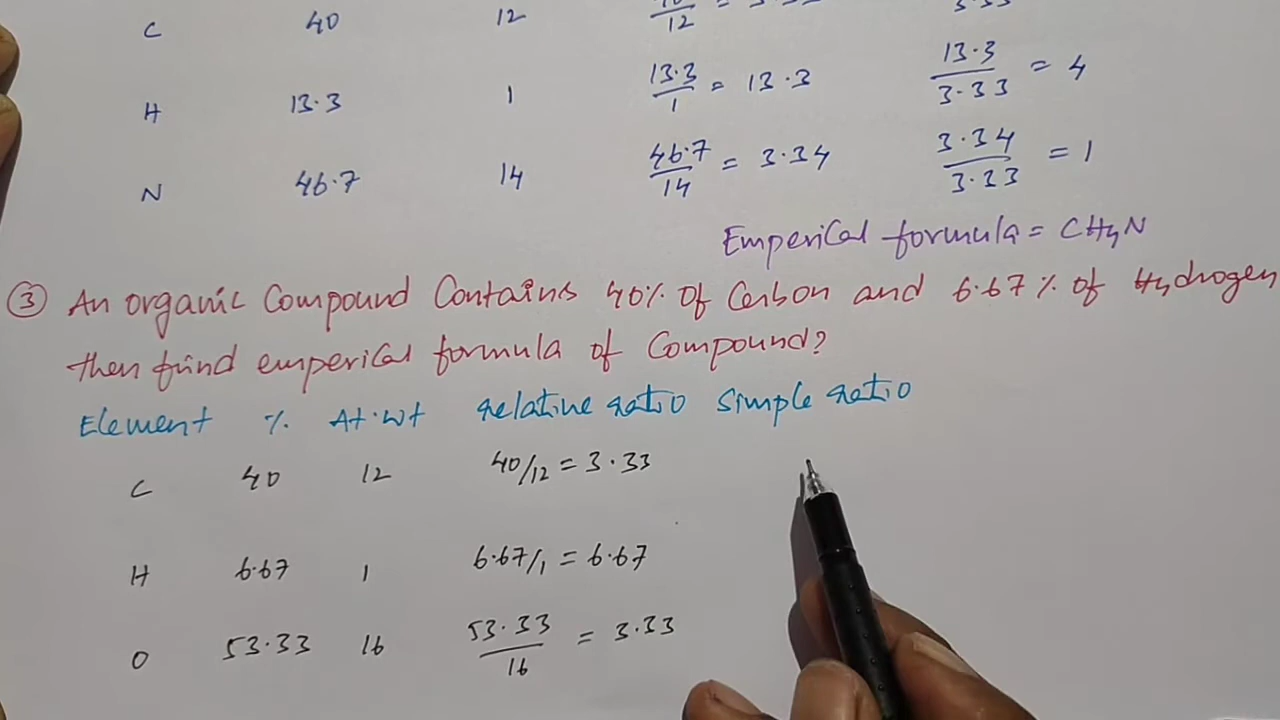 C 40 12 /12 = 3.33 3.33
H 13.3 1 13.3/1 = 13.3 13.3/3.33 = 4
N 46.7 14 46.7/14 = 3.34 3.34/3.33 = 1
Emperical formula = CH4N
③ An organic Compound Contains 40% of Carbon and 6.67% of Hydrogen,
then find emperical formula of Compound?
Element % At.wt relative ratio Simple ratio
C 40 12 40/12 = 3.33
H 6.67 1 6.67/1 = 6.67
O 53.33 16 53.33/16 = 3.33